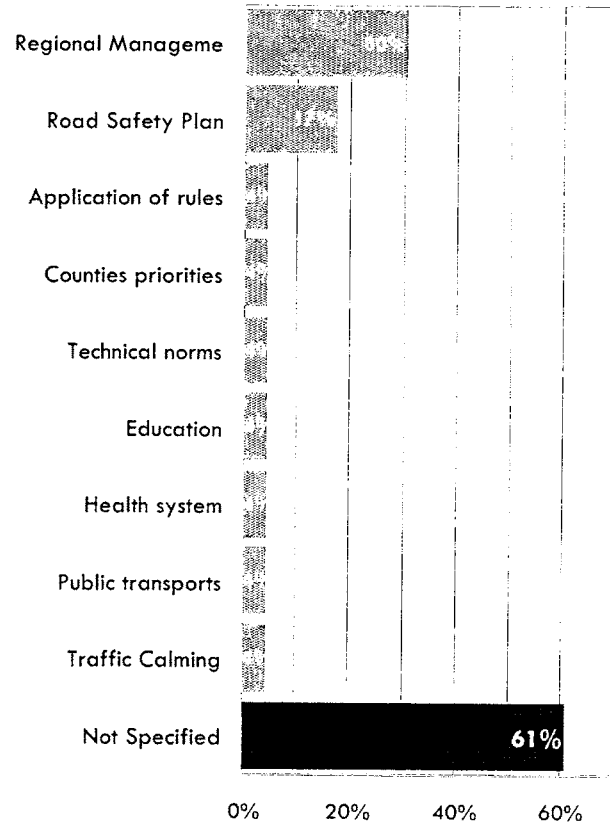 Regional Manageme
Road Safety Plan
17%
Application of rules
Counties priorities
Technical norms
Education
Health system
Public transports
Traffic Calming
Not Specified
61%
0% 20% 40% 60%